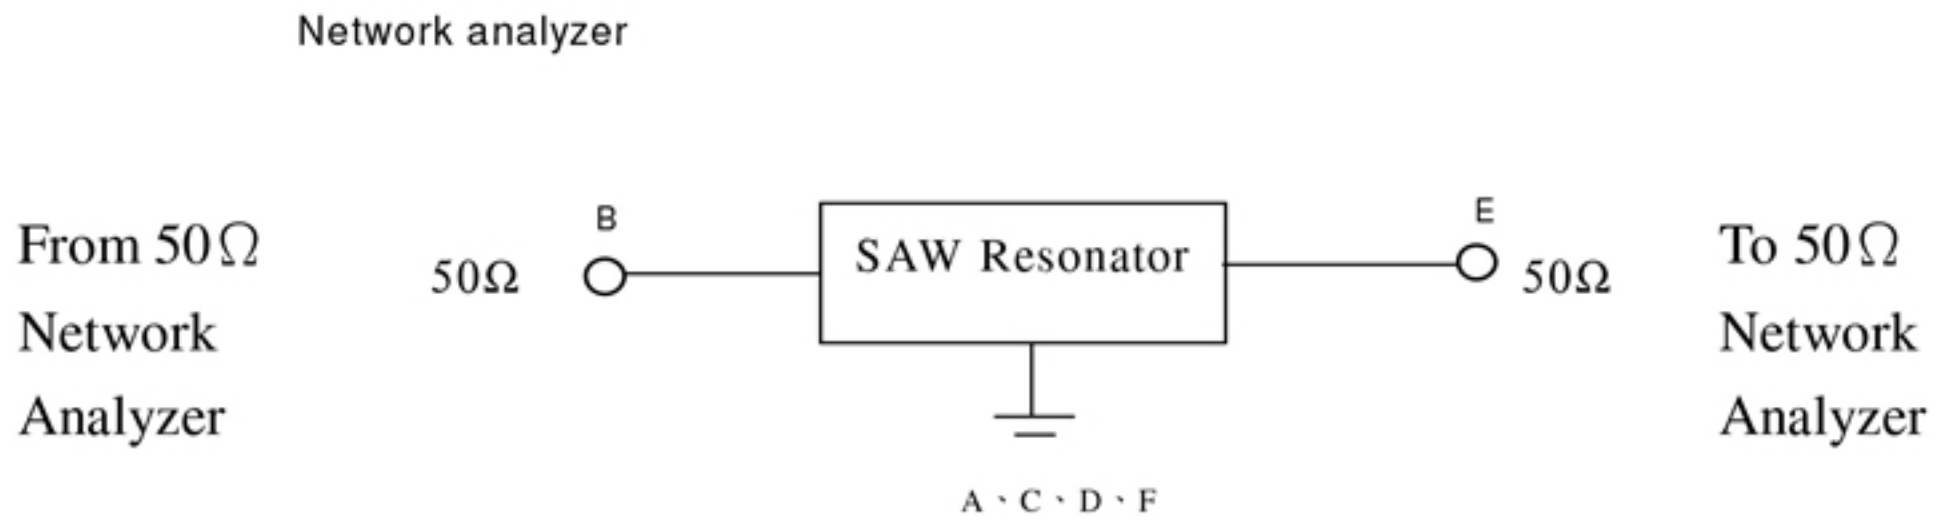 Network analyzer
From 50Ω
Network
Analyzer
50Ω
B
SAW Resonator
E
50Ω
To 50Ω
Network
Analyzer
A、C、D、F